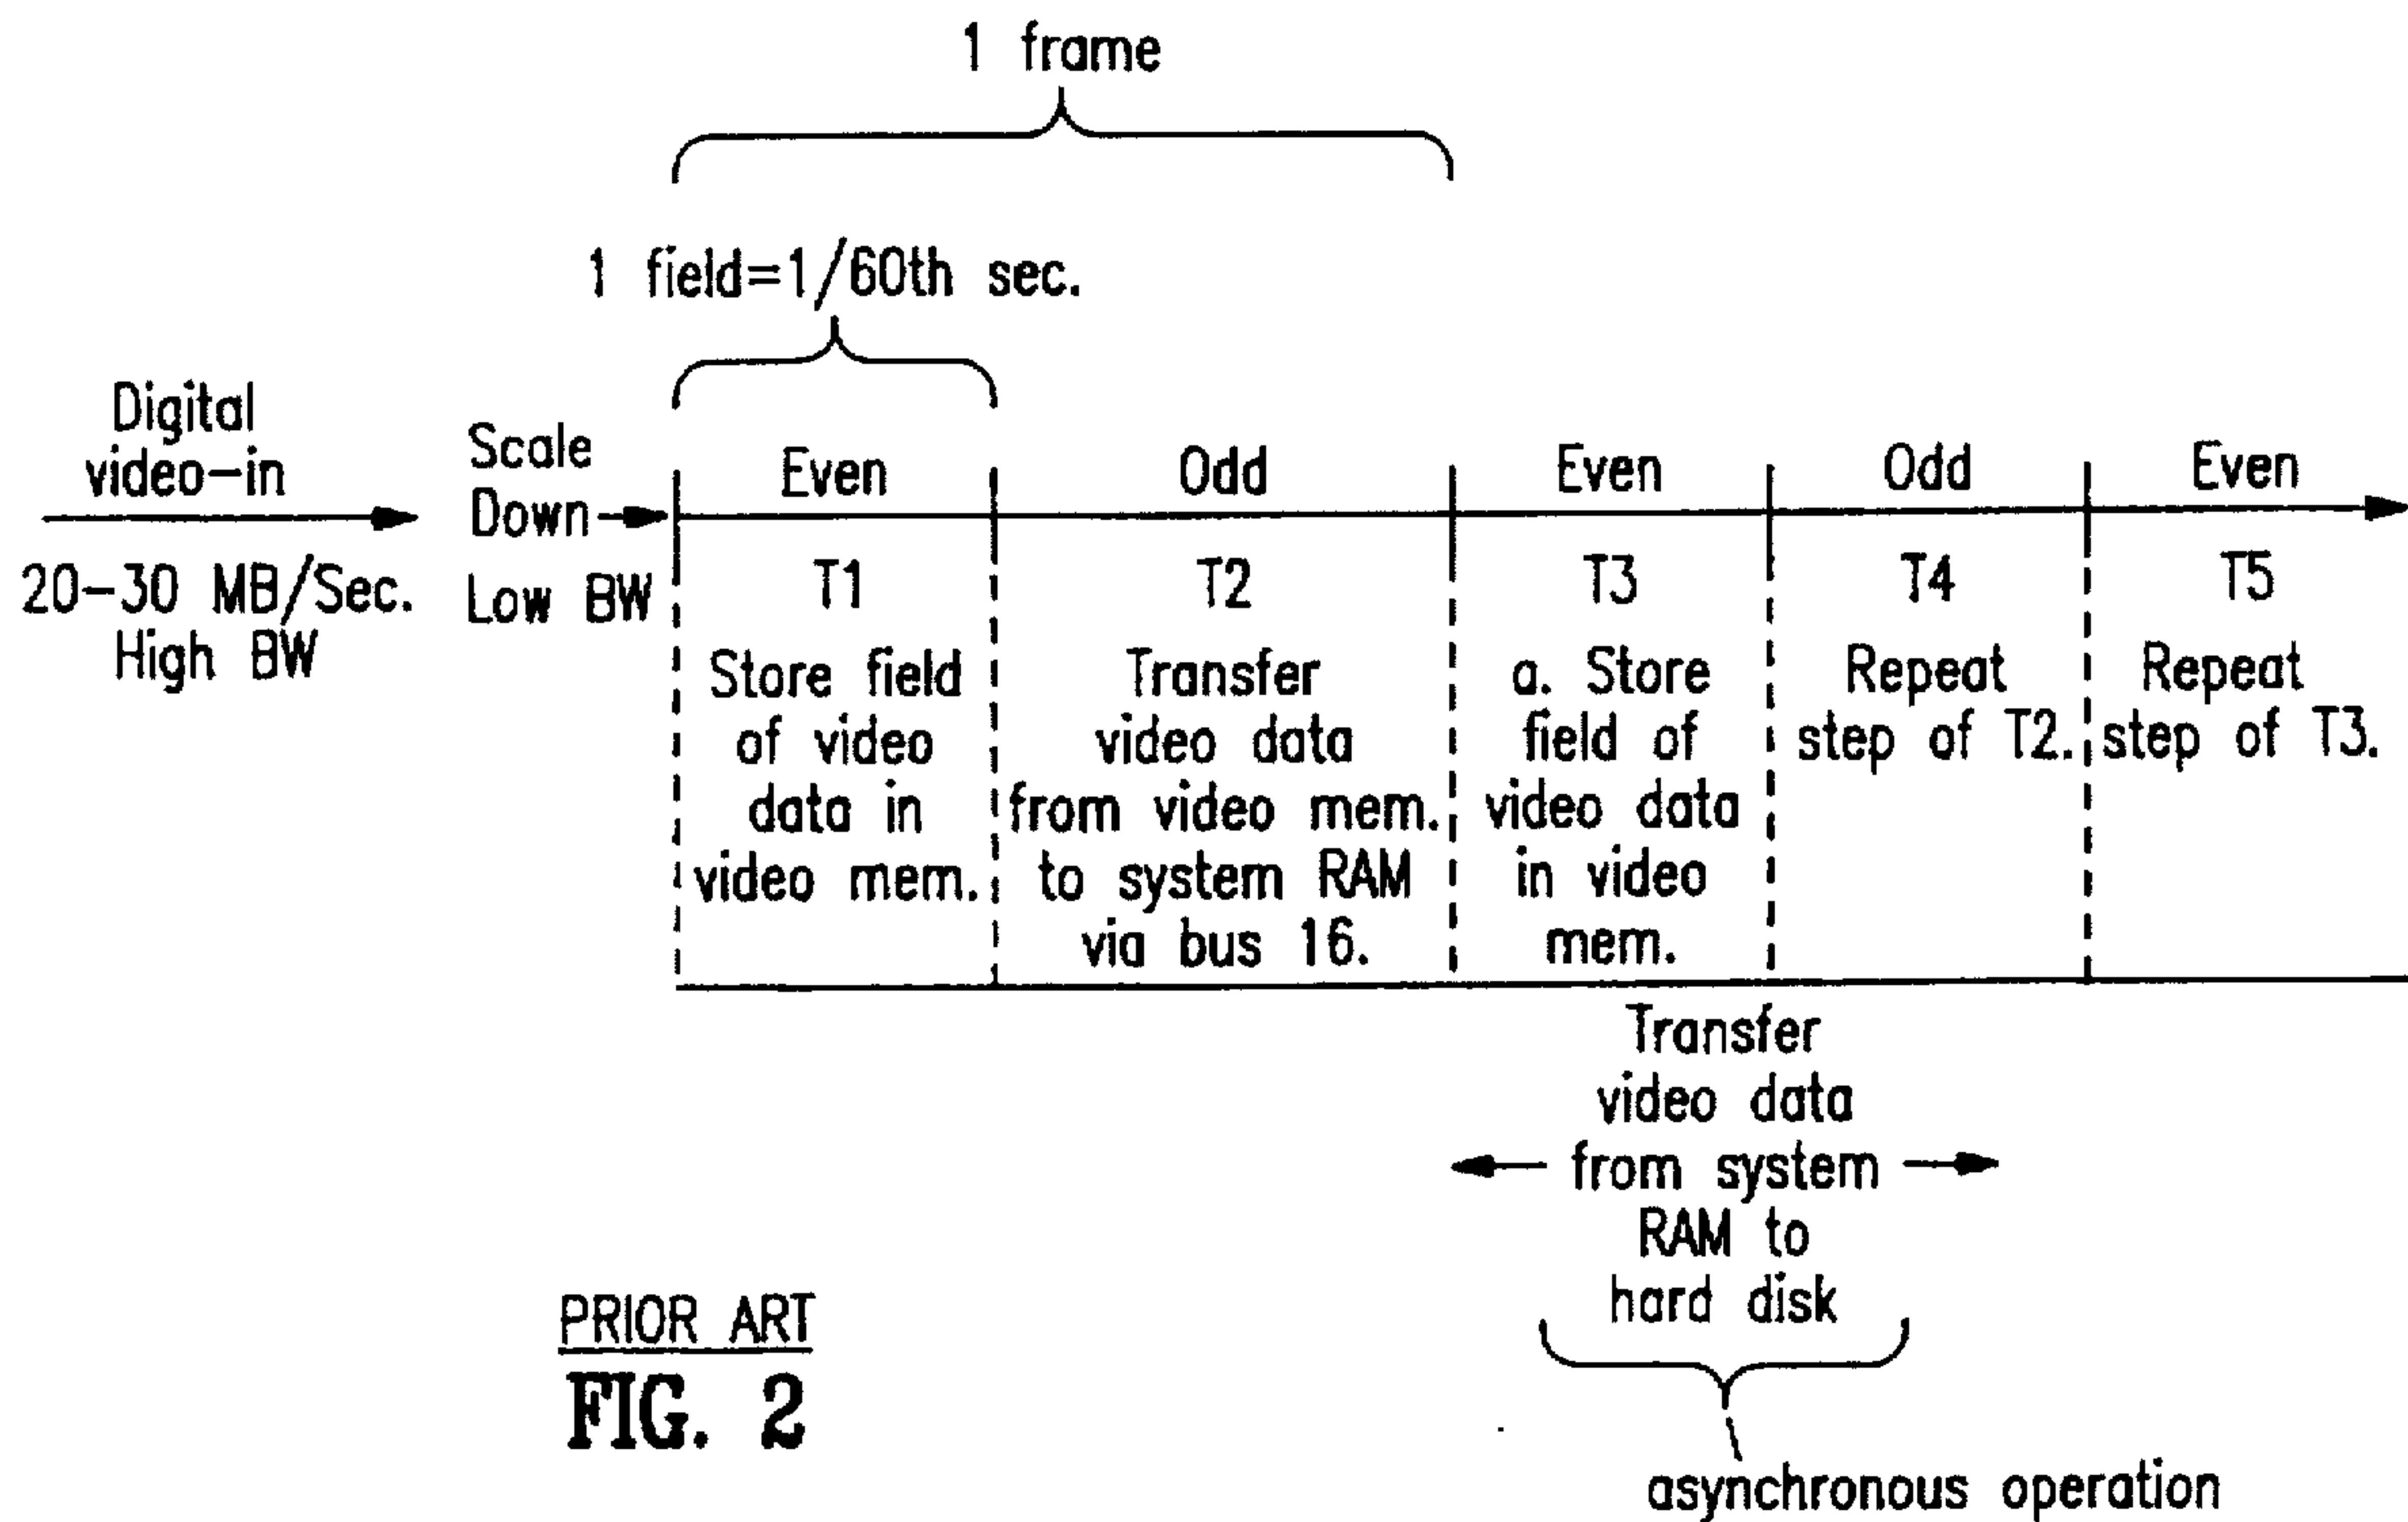 1 frame
1 field=1/60th sec.
Digital
video-in
20-30 MB/Sec.
High BW
Scale
Down
Low BW
Even
T1
Store field
of video
data in
video mem.
Odd
T2
Transfer
video data
from video mem.
to system RAM
via bus 16.
Even
T3
a. Store
field of
video data
in video
mem.
Odd
T4
Repeat
step of T2.
Even
T5
Repeat
step of T3.
Transfer
video data
from system
RAM to
hard disk
asynchronous operation
PRIOR ART
FIG. 2